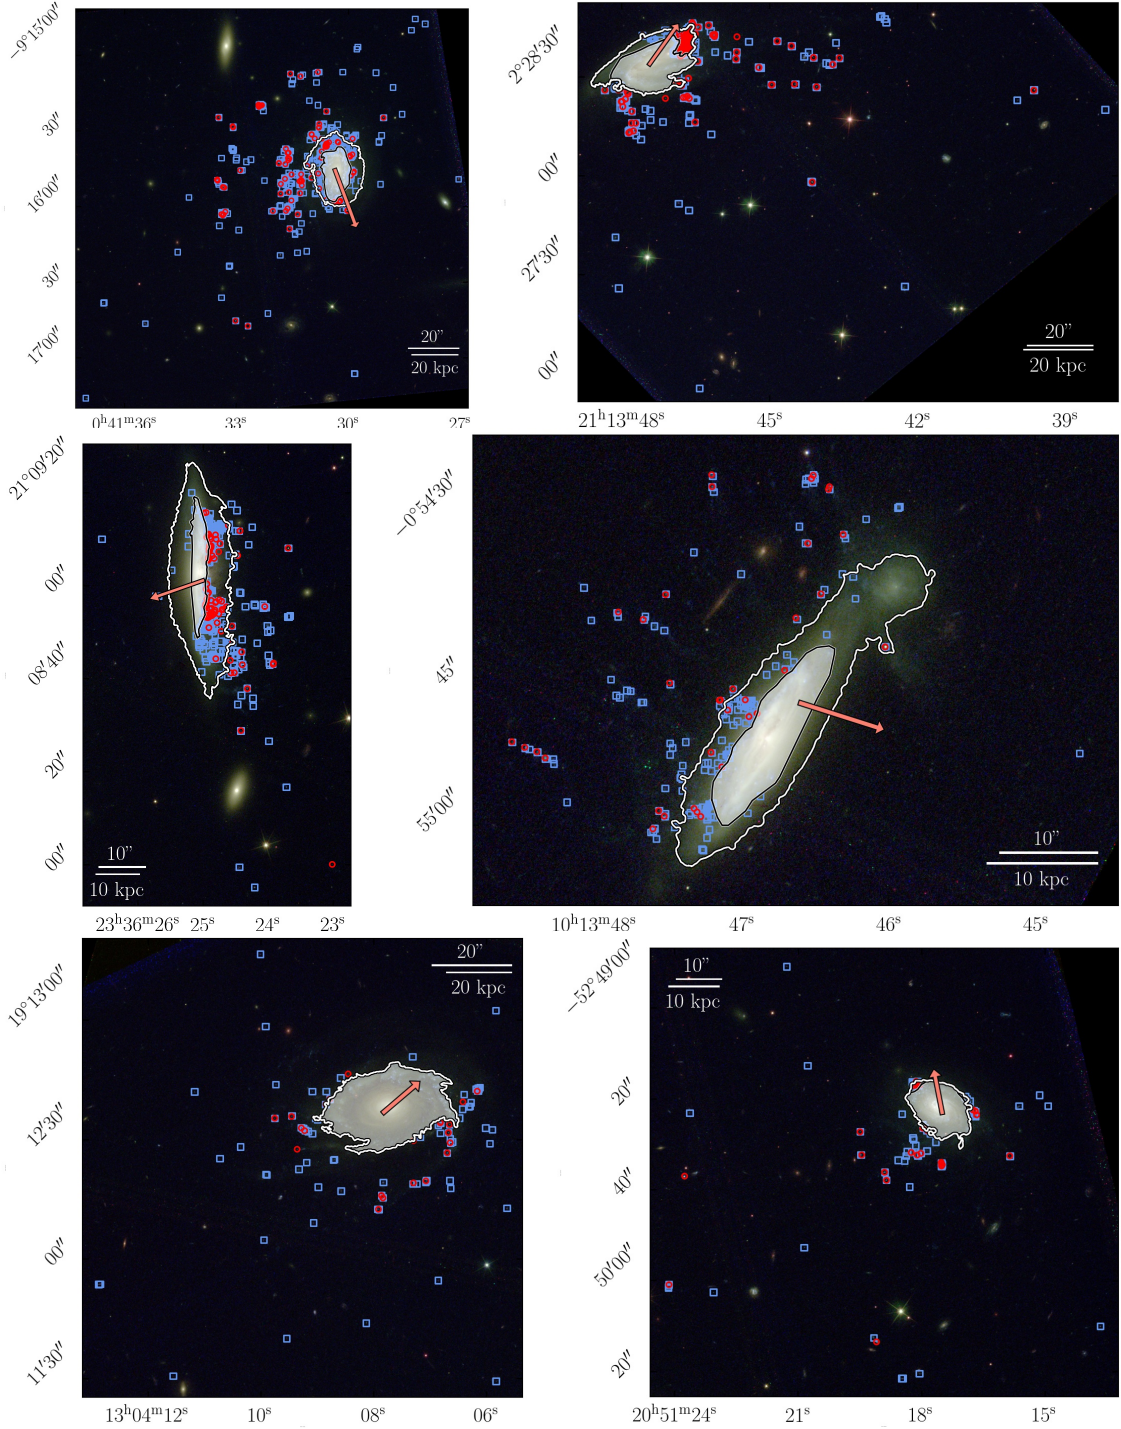 −9°15′00″
30″
16′00″
30″
17′00″
20"
20 kpc
0ʰ41ᵐ36ˢ 33ˢ 30ˢ 27ˢ
2°28′30″
00″
27′30″
00″
20"
20 kpc
21ʰ13ᵐ48ˢ 45ˢ 42ˢ 39ˢ
21°09′20″
00″
08′40″
20″
00″
10"
10 kpc
23ʰ36ᵐ26ˢ 25ˢ 24ˢ 23ˢ
−0°54′30″
45″
55′00″
10"
10 kpc
10ʰ13ᵐ48ˢ 47ˢ 46ˢ 45ˢ
19°13′00″
12′30″
00″
11′30″
20"
20 kpc
13ʰ04ᵐ12ˢ 10ˢ 08ˢ 06ˢ
−52°49′00″
20″
40″
50′00″
20″
10"
10 kpc
20ʰ51ᵐ24ˢ 21ˢ 18ˢ 15ˢ